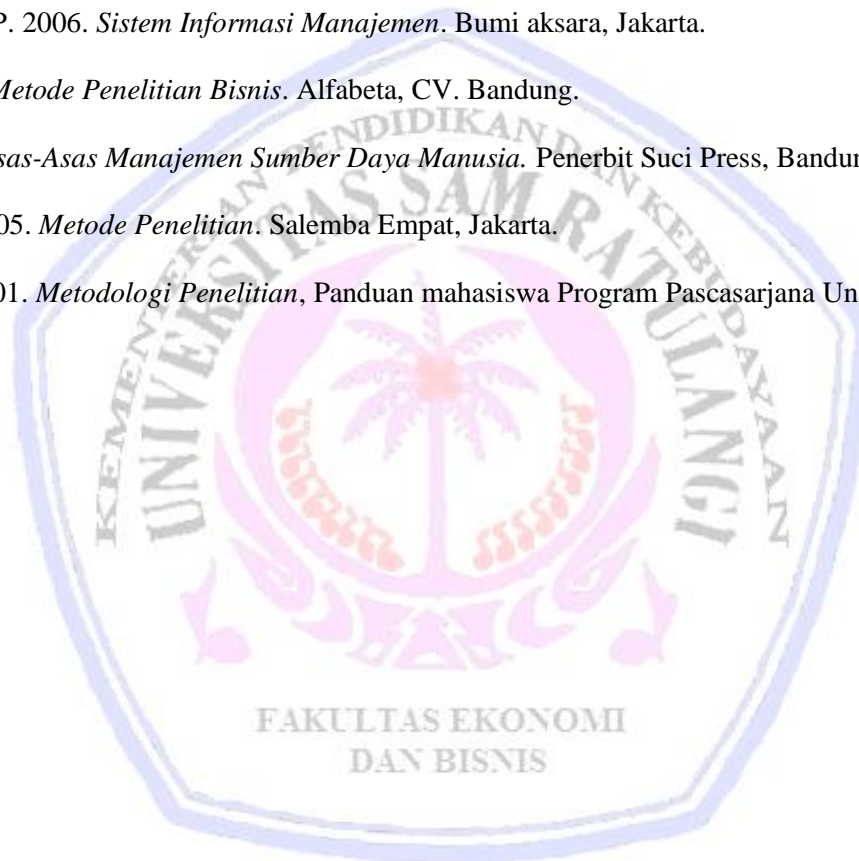 P. 2006. Sistem Informasi Manajemen. Bumi aksara, Jakarta.
Metode Penelitian Bisnis. Alfabeta, CV. Bandung.
sas-Asas Manajemen Sumber Daya Manusia. Penerbit Suci Press, Bandun
05. Metode Penelitian. Salemba Empat, Jakarta.
01. Metodologi Penelitian, Panduan mahasiswa Program Pascasarjana Un
KEMENTERIAN PENDIDIKAN DAN KEBUDAYAAN
UNIVERSITAS SAM RATULANGI
FAKULTAS EKONOMI
DAN BISNIS